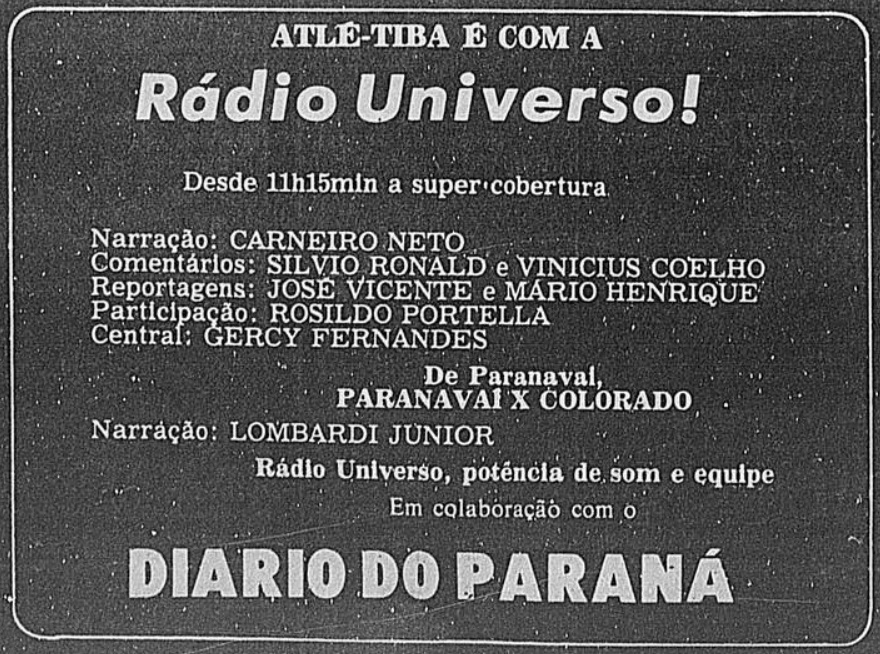 ATLÉ-TIBA É COM A
Rádio Universo!
Desde 11h15min a super cobertura
Narração: CARNEIRO NETO
Comentários: SILVIO RONALD e VINICIUS COELHO
Reportagens: JOSÉ VICENTE e MÁRIO HENRIQUE
Participação: ROSILDO PORTELLA
Central: GERCY FERNANDES
De Paranavaí,
PARANAVAÍ X COLORADO
Narração: LOMBARDI JUNIOR
Rádio Universo, potência de som e equipe
Em colaboração com o
DIARIO DO PARANÁ